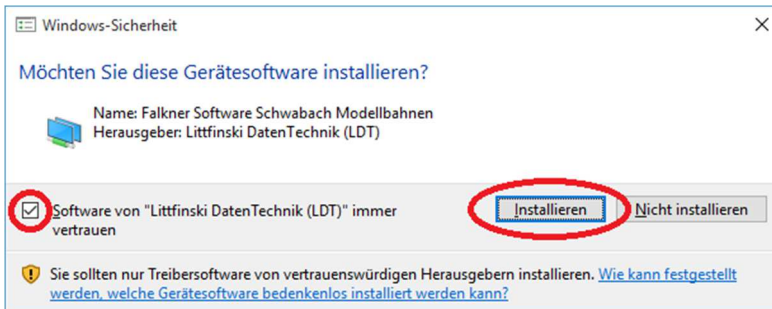 Windows-Sicherheit
Möchten Sie diese Gerätesoftware installieren?
Name: Falkner Software Schwabach Modellbahnen
Herausgeber: Littfinski DatenTechnik (LDT)
Software von "Littfinski DatenTechnik (LDT)" immer
vertrauen
Installieren
Nicht installieren
Sie sollten nur Treibersoftware von vertrauenswürdigen Herausgebern installieren. Wie kann festgestellt
werden, welche Gerätesoftware bedenkenlos installiert werden kann?